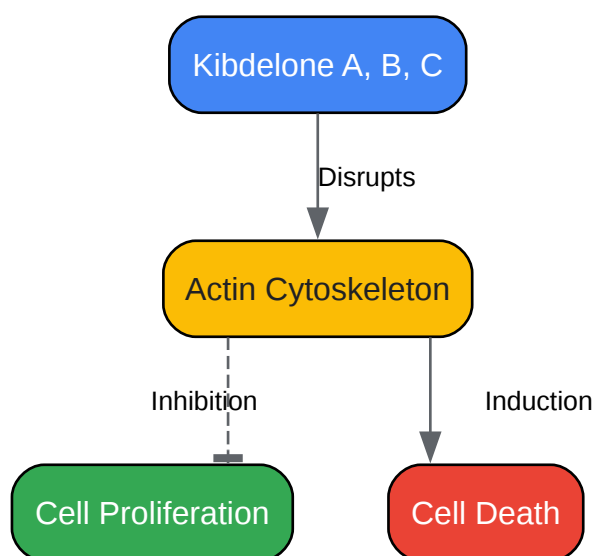 Kibdelone A, B, C
Disrupts
Actin Cytoskeleton
Inhibition
Induction
Cell Proliferation
Cell Death